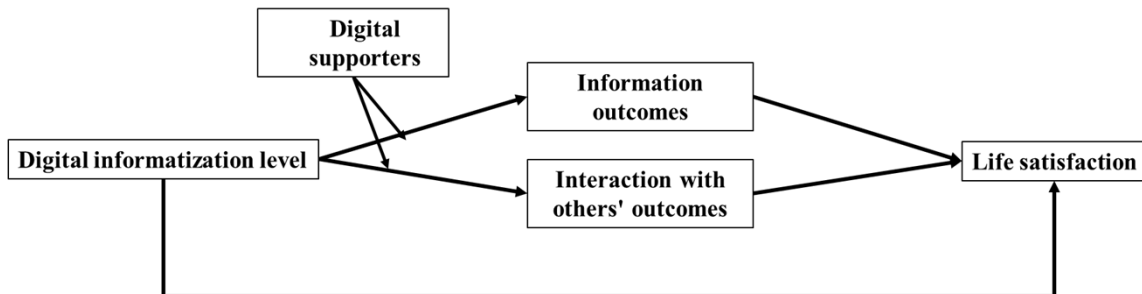 Digital
supporters
Information
outcomes
Digital informatization level
Interaction with
others' outcomes
Life satisfaction